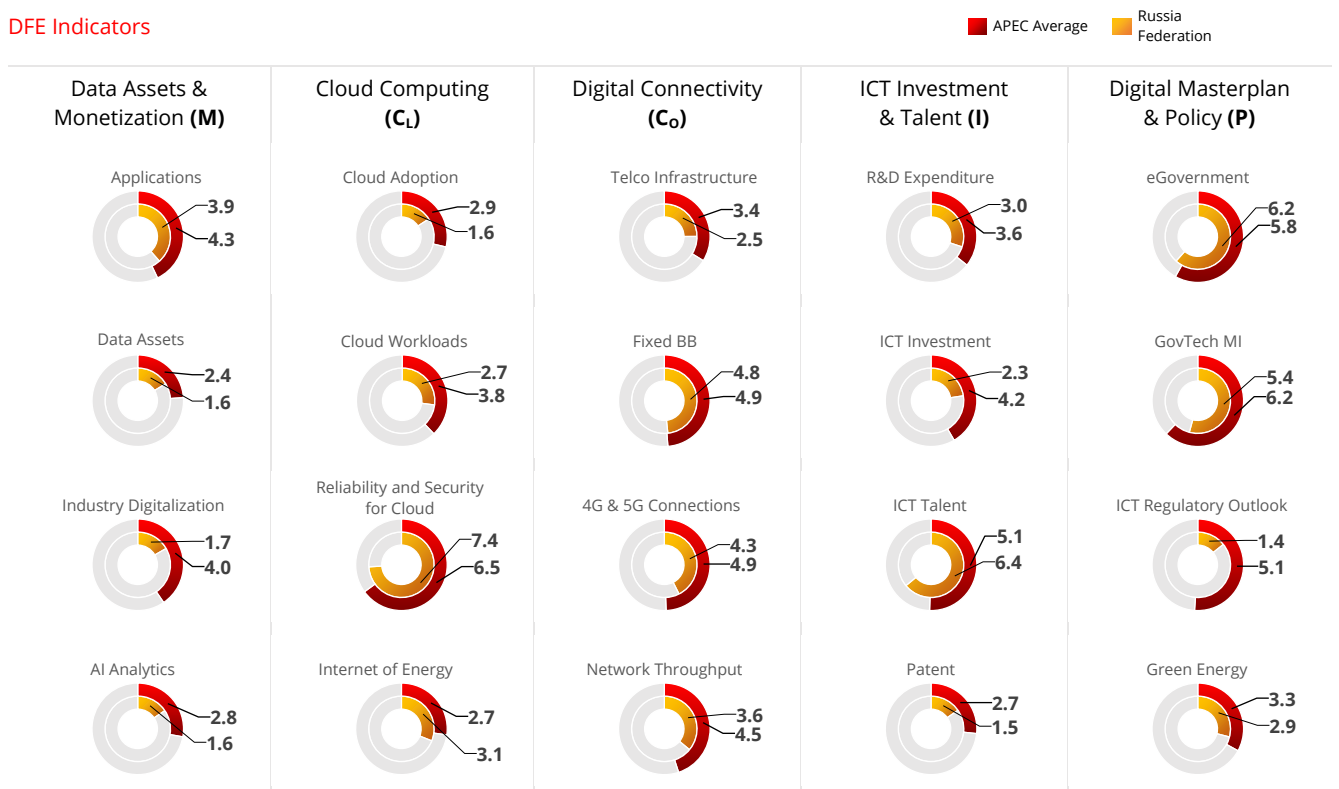 DFE Indicators
APEC Average
Russia
Federation
Data Assets &
Monetization (M)
Cloud Computing
(CL)
Digital Connectivity
(CO)
ICT Investment
& Talent (I)
Digital Masterplan
& Policy (P)
Applications
3.9
4.3
Cloud Adoption
2.9
1.6
Telco Infrastructure
3.4
2.5
R&D Expenditure
3.0
3.6
eGovernment
6.2
5.8
Data Assets
2.4
1.6
Cloud Workloads
2.7
3.8
Fixed BB
4.8
4.9
ICT Investment
2.3
4.2
GovTech MI
5.4
6.2
Industry Digitalization
1.7
4.0
Reliability and Security
for Cloud
7.4
6.5
4G & 5G Connections
4.3
4.9
ICT Talent
5.1
6.4
ICT Regulatory Outlook
1.4
5.1
AI Analytics
2.8
1.6
Internet of Energy
2.7
3.1
Network Throughput
3.6
4.5
Patent
2.7
1.5
Green Energy
3.3
2.9